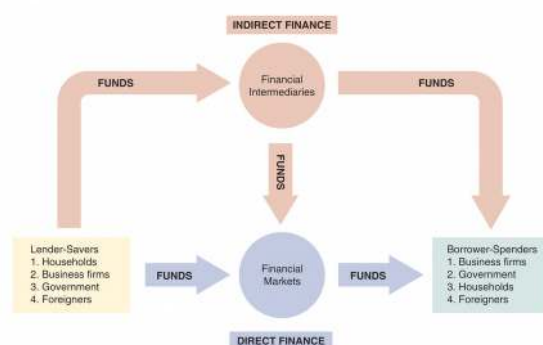 INDIRECT FINANCE
FUNDS
Financial
Intermediaries
FUNDS
FUNDS
Lender-Savers
1. Households
2. Business firms
3. Government
4. Foreigners
FUNDS
Financial
Markets
FUNDS
Borrower-Spenders
1. Business firms
2. Government
3. Households
4. Foreigners
DIRECT FINANCE